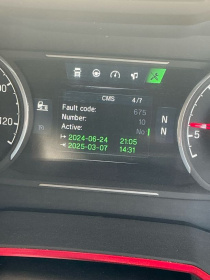 CMS 4/7
Fault code: 675
Number: 10
Active: No
2024-06-24 21:05
2025-03-07 14:31
N
N
120
5